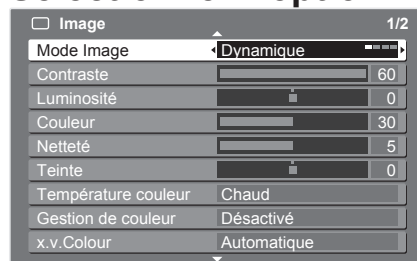 Image 1/2
Mode Image Dynamique
Contraste 60
Luminosité 0
Couleur 30
Netteté 5
Teinte 0
Température couleur Chaud
Gestion de couleur Désactivé
x.v.Colour Automatique